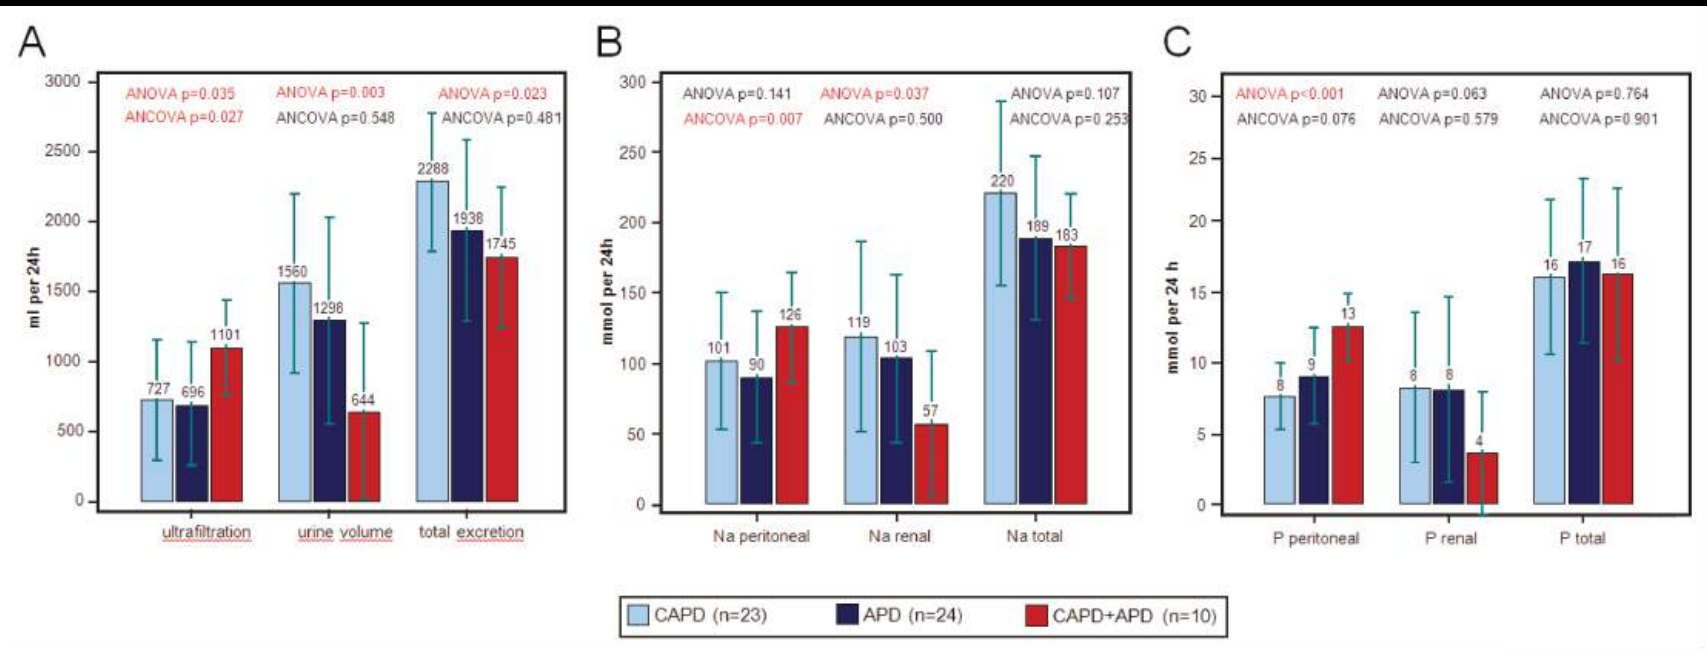 A
3000
2500
2000
1500
1000
500
0
ml per 24h
ANOVA p=0.035
ANCOVA p=0.027
ANOVA p=0.003
ANCOVA p=0.548
ANOVA p=0.023
ANCOVA p=0.481
727
696
1101
1560
1298
644
2288
1938
1745
ultrafiltration
urine volume
total excretion
B
300
250
200
150
100
50
0
mmol per 24h
ANOVA p=0.141
ANCOVA p=0.007
ANOVA p=0.037
ANCOVA p=0.500
ANOVA p=0.107
ANCOVA p=0.253
101
90
126
119
103
57
220
189
183
Na peritoneal
Na renal
Na total
C
30
25
20
15
10
5
0
mmol per 24 h
ANOVA p<0.001
ANCOVA p=0.076
ANOVA p=0.063
ANCOVA p=0.579
ANOVA p=0.764
ANCOVA p=0.901
8
9
13
8
8
4
16
17
16
P peritoneal
P renal
P total
CAPD (n=23)
APD (n=24)
CAPD+APD (n=10)